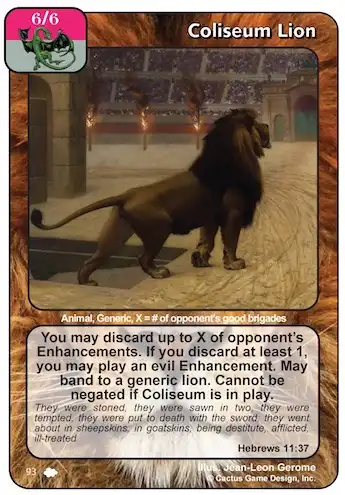 6/6
Coliseum Lion
Animal, Generic, X = # of opponent's good brigades
You may discard up to X of opponent's
Enhancements. If you discard at least 1,
you may play an evil Enhancement. May
band to a generic lion. Cannot be
negated if Coliseum is in play.
They were stoned, they were sawn in two, they were
tempted, they were put to death with the sword; they went
about in sheepskins, in goatskins, being destitute, afflicted,
ill-treated
Hebrews 11:37
93
Illus. Jean-Leon Gerome
© Cactus Game Design, Inc.